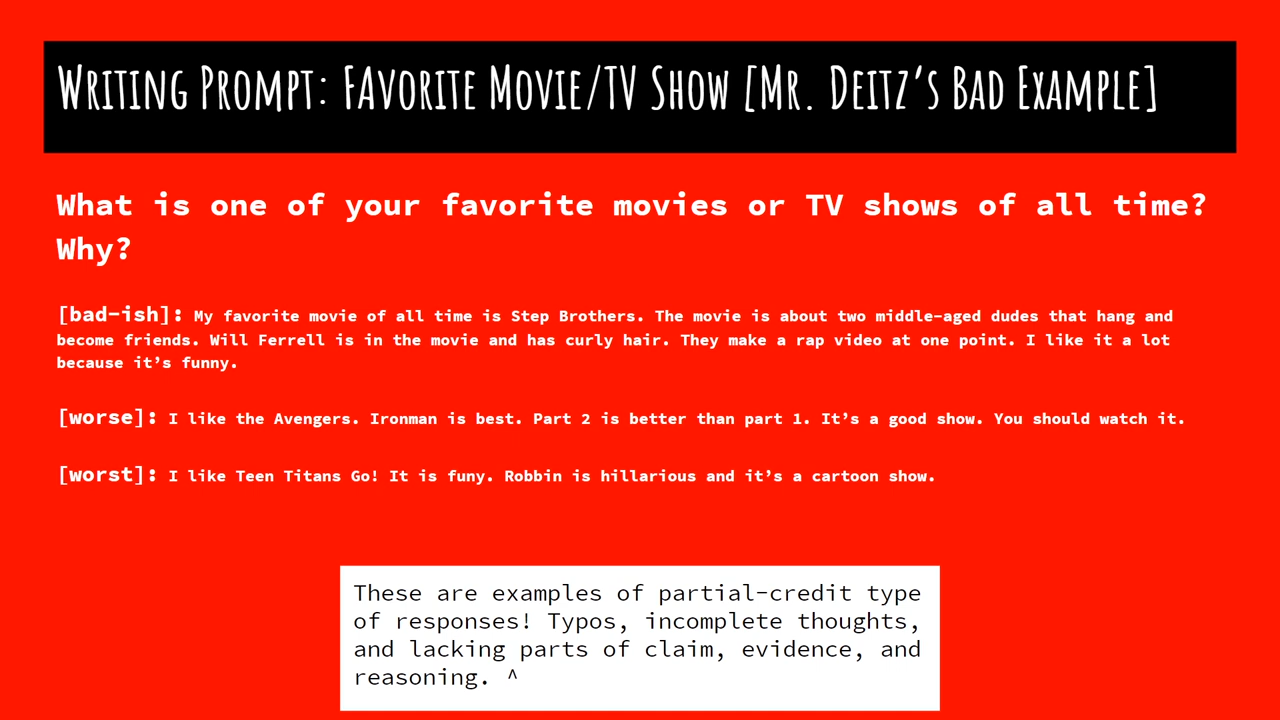 Writing Prompt: FAvorite Movie/TV Show [Mr. Deitz's Bad Example]
What is one of your favorite movies or TV shows of all time?
Why?
[bad-ish]: My favorite movie of all time is Step Brothers. The movie is about two middle-aged dudes that hang and
become friends. Will Ferrell is in the movie and has curly hair. They make a rap video at one point. I like it a lot
because it's funny.
[worse]: I like the Avengers. Ironman is best. Part 2 is better than part 1. It's a good show. You should watch it.
[worst]: I like Teen Titans Go! It is funy. Robbin is hillarious and it's a cartoon show.
These are examples of partial-credit type
of responses! Typos, incomplete thoughts,
and lacking parts of claim, evidence, and
reasoning. ^